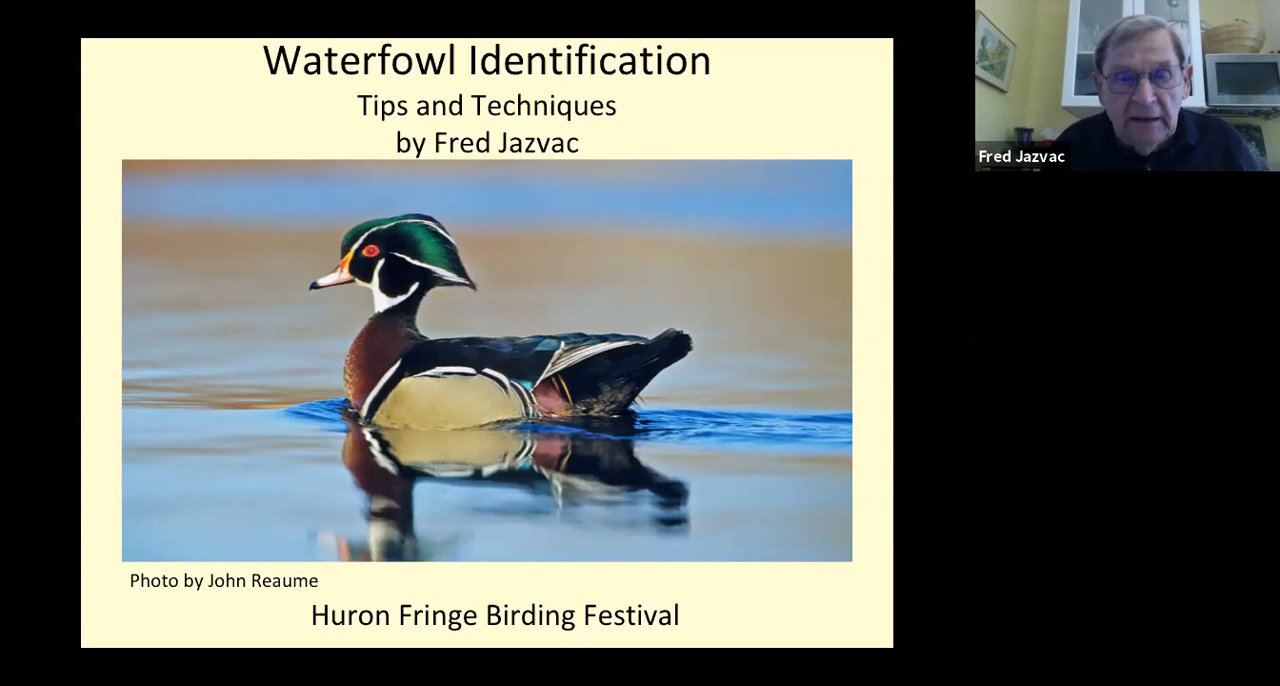 Waterfowl Identification
Tips and Techniques
by Fred Jazvac
Photo by John Reaume
Huron Fringe Birding Festival
Fred Jazvac